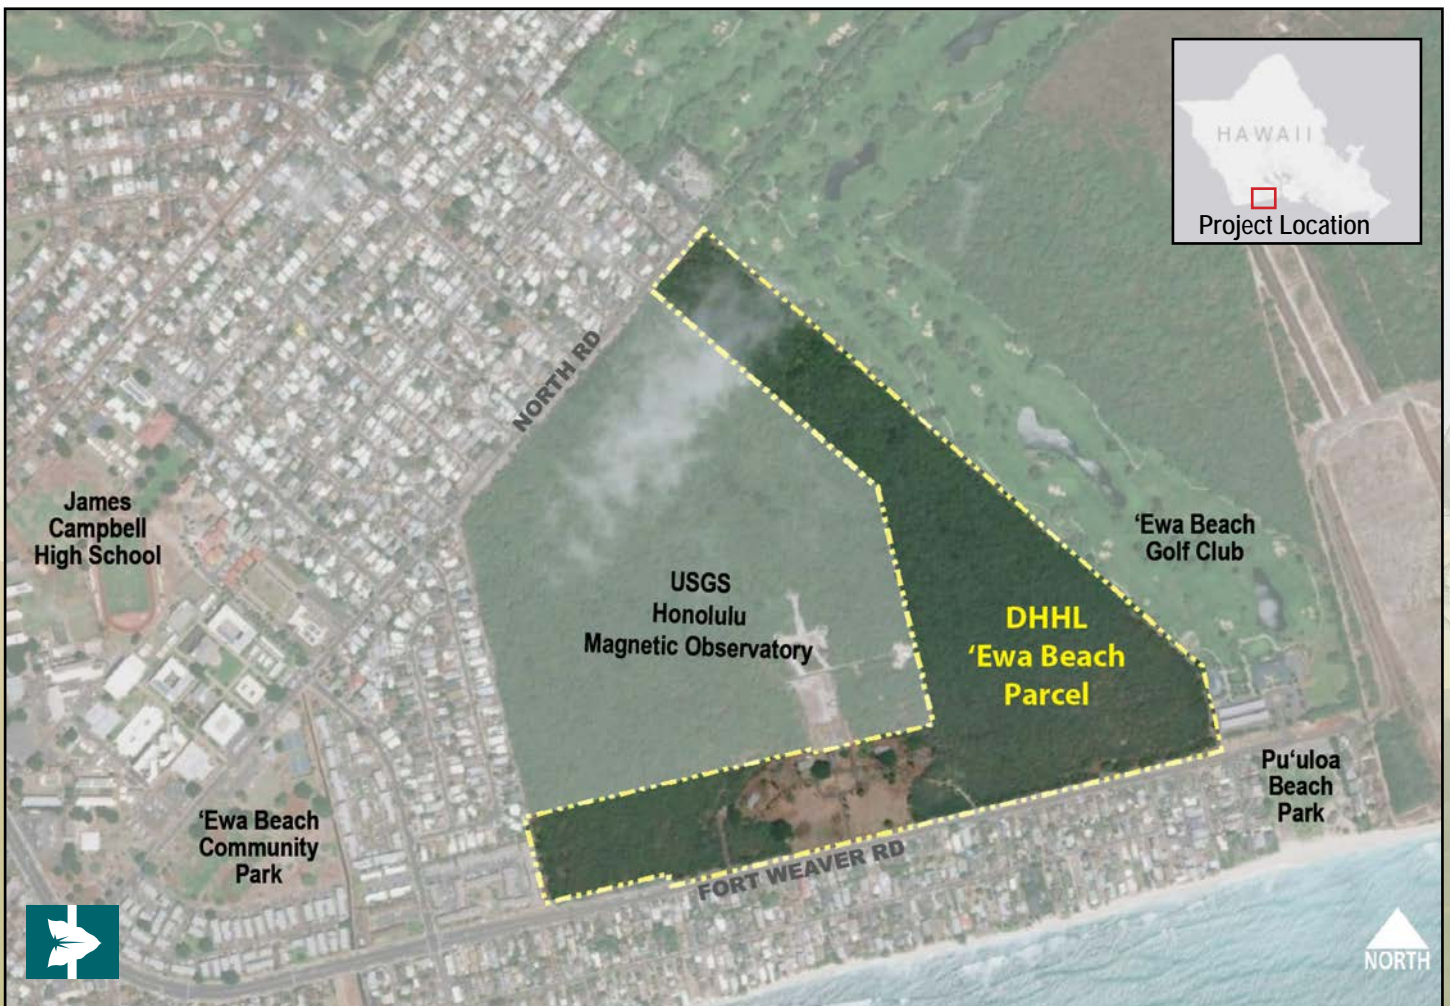 HAWAII
Project Location
NORTH RD
James
Campbell
High School
USGS
Honolulu
Magnetic Observatory
DHHL
‘Ewa Beach
Parcel
‘Ewa Beach
Golf Club
Pu‘uloa
Beach
Park
‘Ewa Beach
Community
Park
FORT WEAVER RD
NORTH